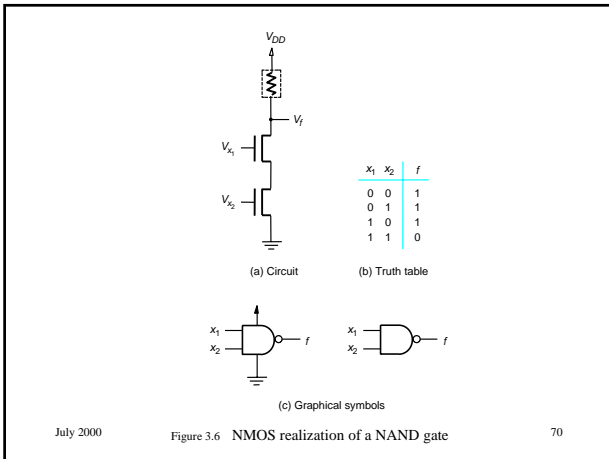 V_DD
V_f
V_x1
V_x2
x1 x2 f
0 0 1
0 1 1
1 0 1
1 1 0
(a) Circuit (b) Truth table
x1 x1
f f
x2 x2
(c) Graphical symbols
July 2000 Figure 3.6 NMOS realization of a NAND gate 70